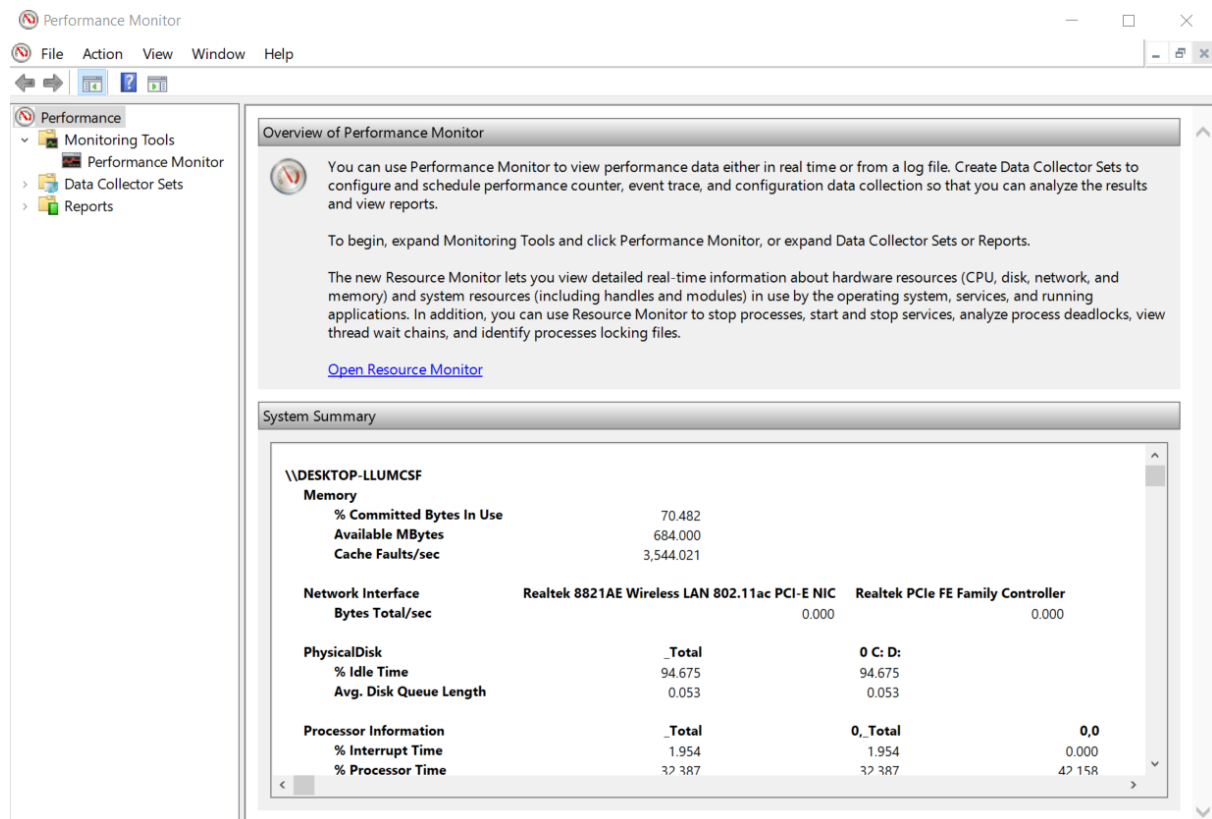 Performance Monitor
File Action View Window Help
Performance
Monitoring Tools
Performance Monitor
Data Collector Sets
Reports
Overview of Performance Monitor
You can use Performance Monitor to view performance data either in real time or from a log file. Create Data Collector Sets to
configure and schedule performance counter, event trace, and configuration data collection so that you can analyze the results
and view reports.
To begin, expand Monitoring Tools and click Performance Monitor, or expand Data Collector Sets or Reports.
The new Resource Monitor lets you view detailed real-time information about hardware resources (CPU, disk, network, and
memory) and system resources (including handles and modules) in use by the operating system, services, and running
applications. In addition, you can use Resource Monitor to stop processes, start and stop services, analyze process deadlocks, view
thread wait chains, and identify processes locking files.
Open Resource Monitor
System Summary
\\DESKTOP-LLUMCSF
Memory
% Committed Bytes In Use 70.482
Available MBytes 684.000
Cache Faults/sec 3,544.021
Network Interface Realtek 8821AE Wireless LAN 802.11ac PCI-E NIC Realtek PCIe FE Family Controller
Bytes Total/sec 0.000 0.000
PhysicalDisk _Total 0 C: D:
% Idle Time 94.675 94.675
Avg. Disk Queue Length 0.053 0.053
Processor Information _Total 0,_Total 0,0
% Interrupt Time 1.954 1.954 0.000
% Processor Time 32.387 32.387 42.158